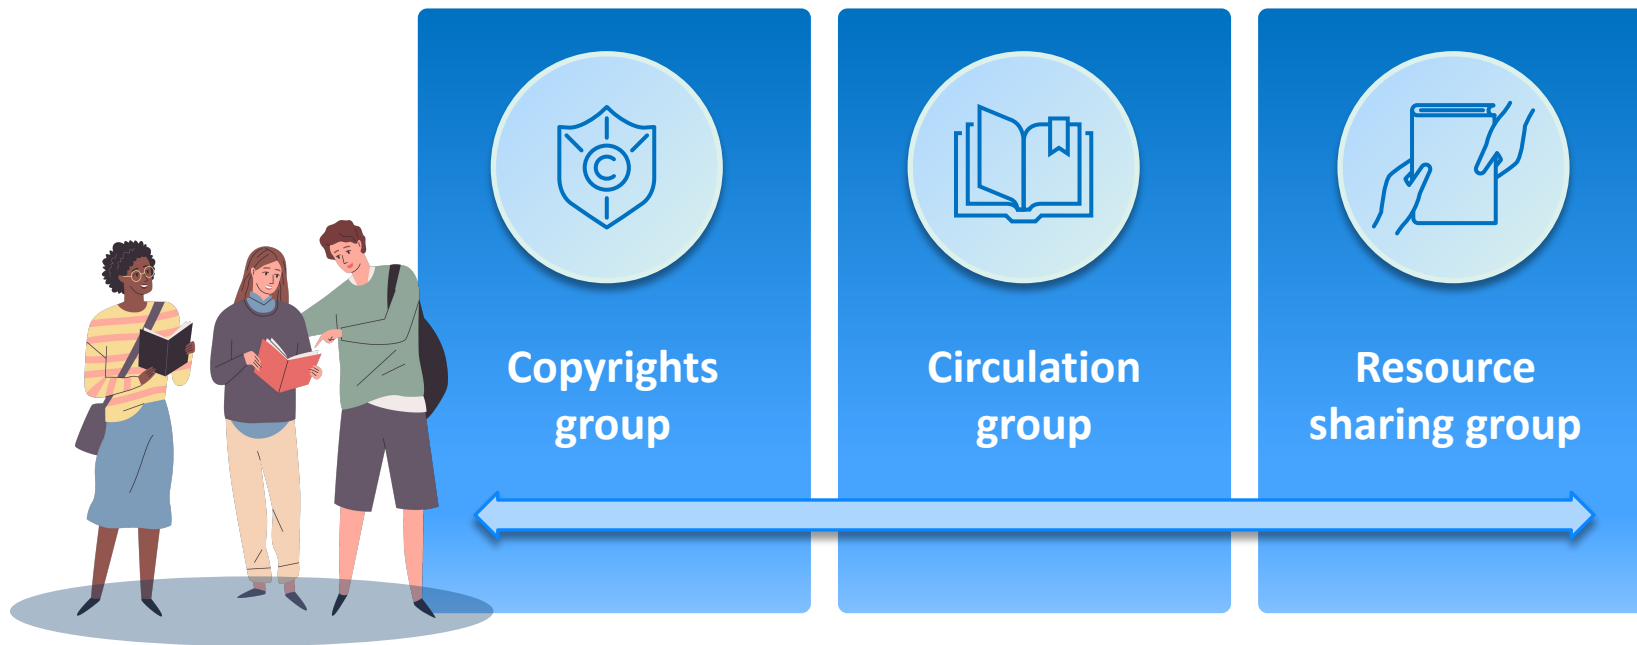 Copyrights
group
Circulation
group
Resource
sharing group